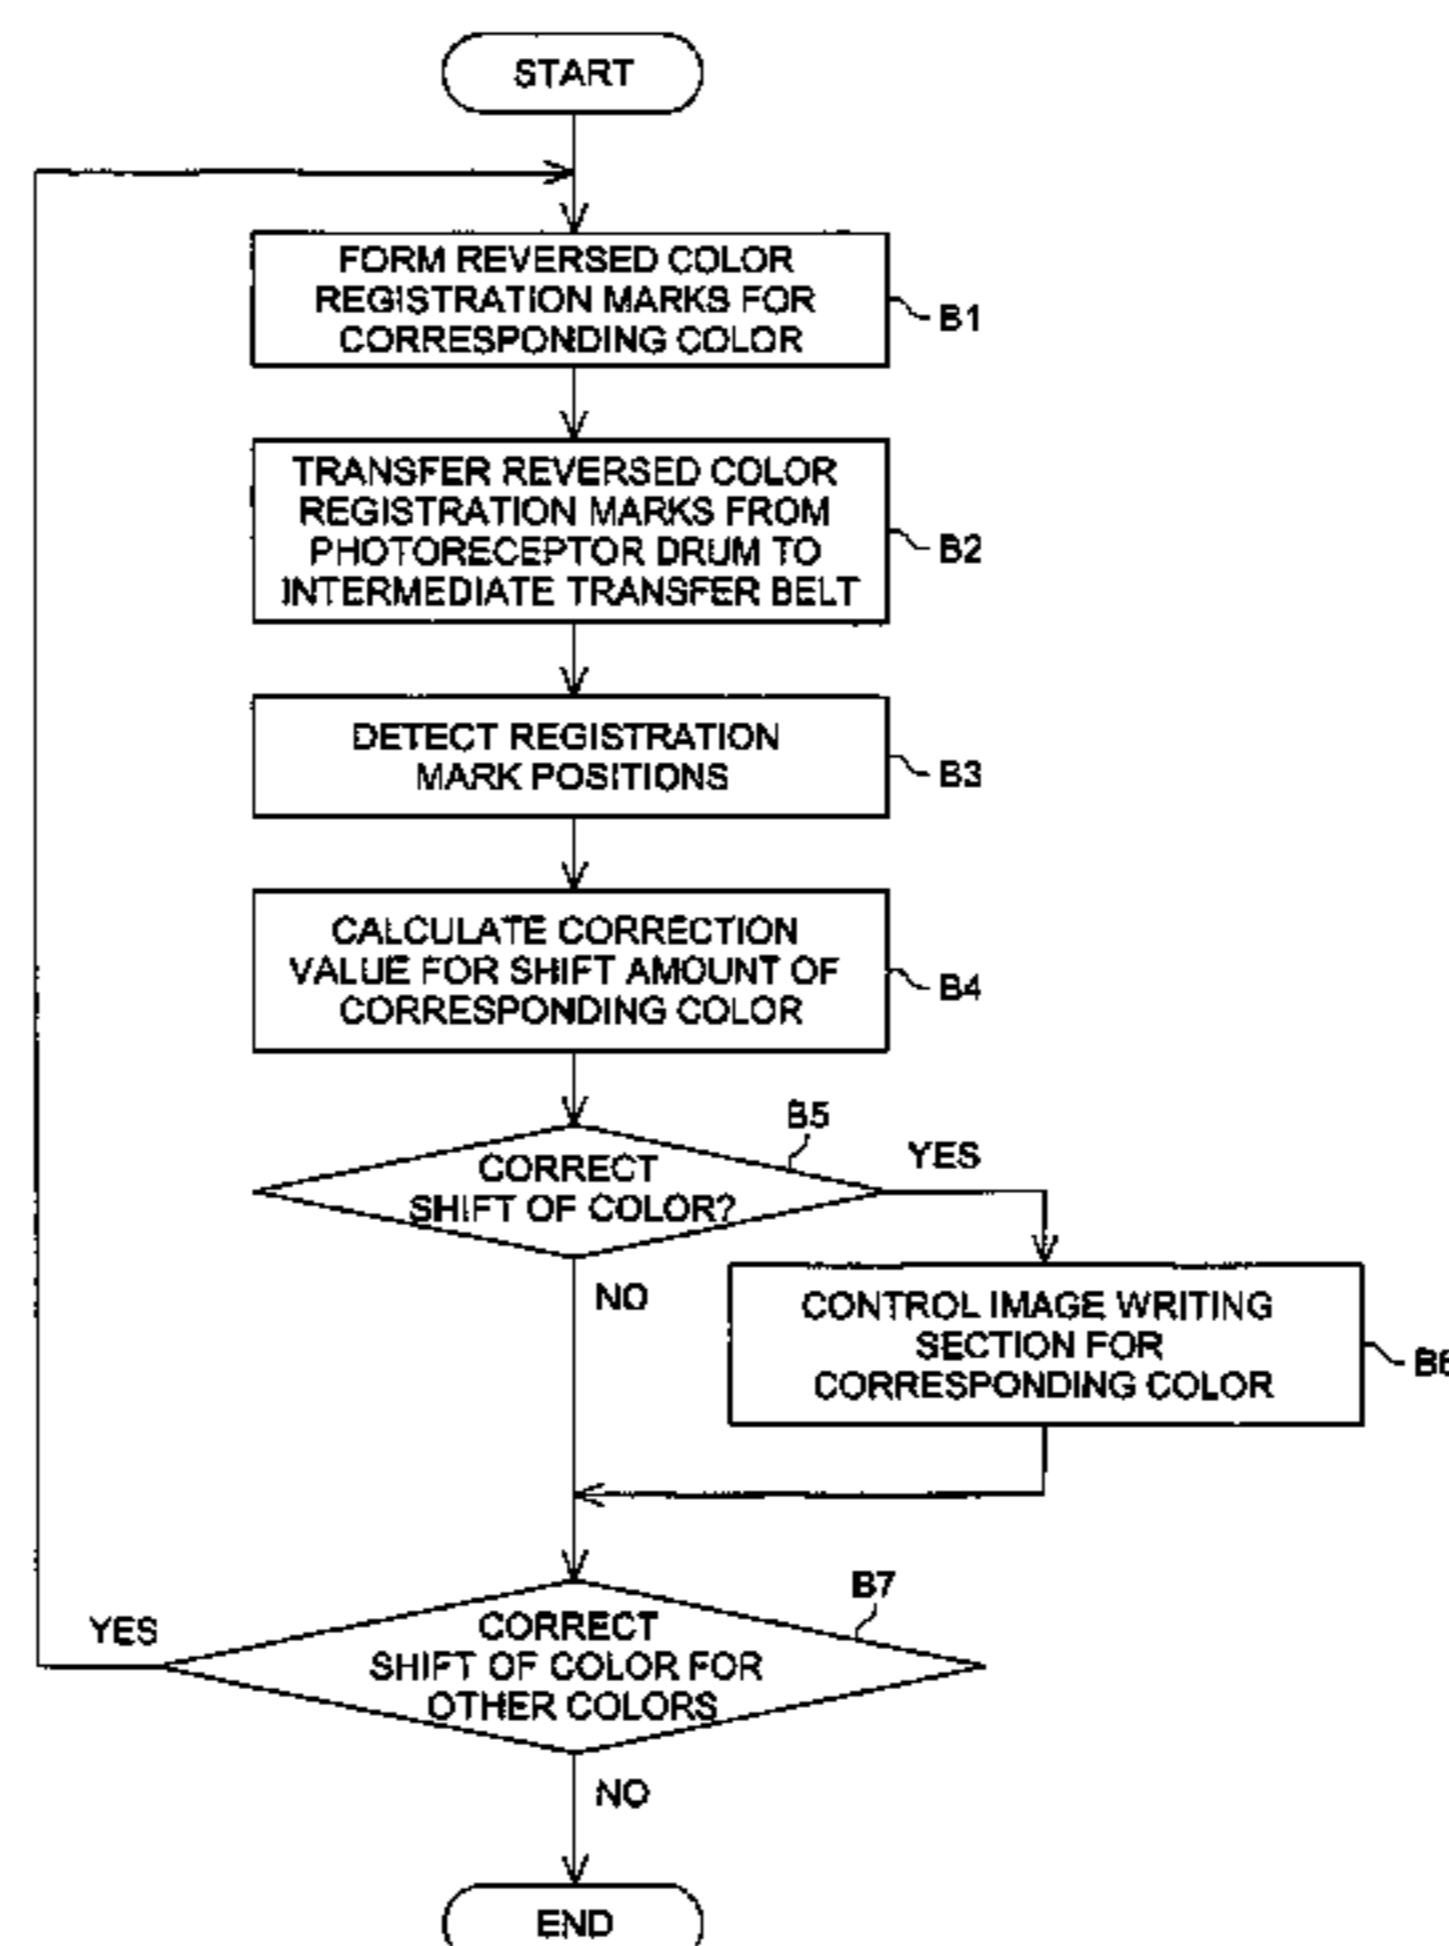 START
FORM REVERSED COLOR
REGISTRATION MARKS FOR
CORRESPONDING COLOR
B1
TRANSFER REVERSED COLOR
REGISTRATION MARKS FROM
PHOTORECEPTOR DRUM TO
INTERMEDIATE TRANSFER BELT
B2
DETECT REGISTRATION
MARK POSITIONS
B3
CALCULATE CORRECTION
VALUE FOR SHIFT AMOUNT OF
CORRESPONDING COLOR
B4
B5
CORRECT
SHIFT OF COLOR?
YES
NO
CONTROL IMAGE WRITING
SECTION FOR
CORRESPONDING COLOR
B6
B7
YES
CORRECT
SHIFT OF COLOR FOR
OTHER COLORS
NO
END